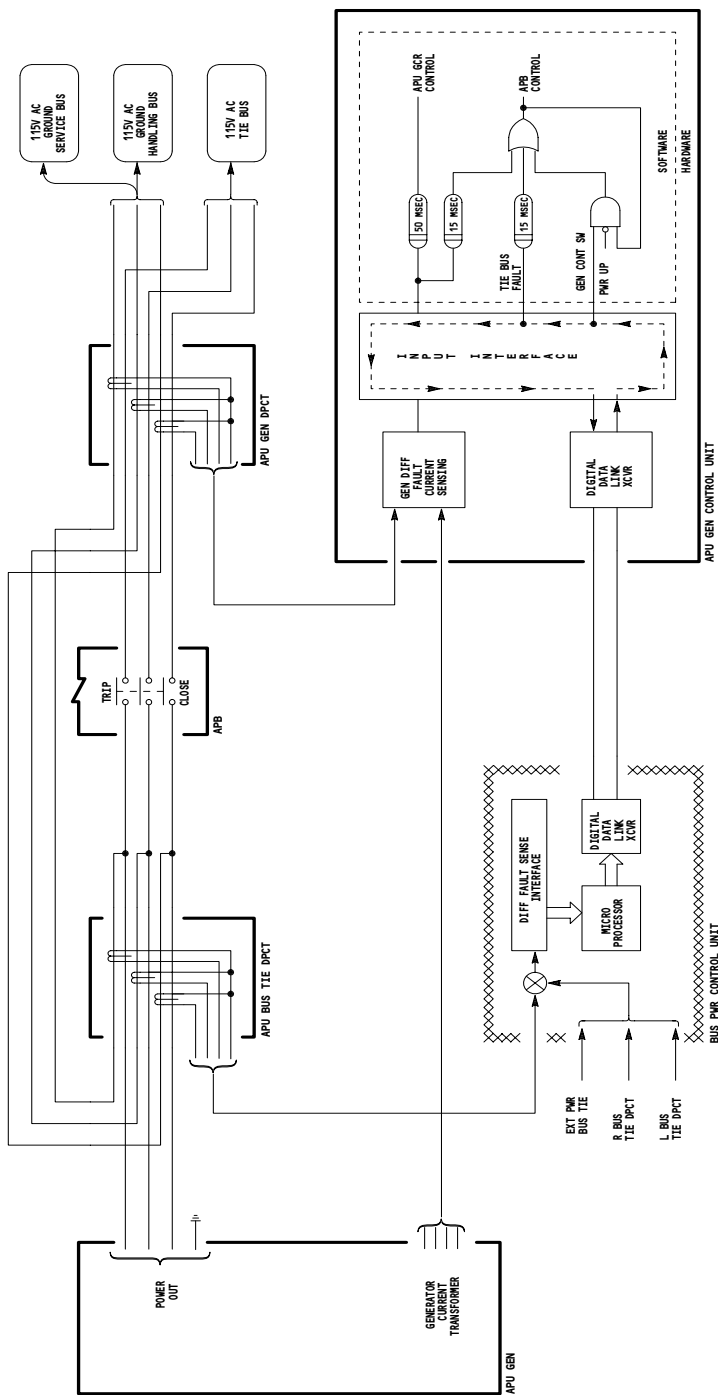 115V AC
GROUND
SERVICE BUS
115V AC
GROUND
HANDLING BUS
115V AC
TIE BUS
APU GEN DPCT
TRIP
CLOSE
APB
APU BUS TIE DPCT
POWER
OUT
GENERATOR
CURRENT
TRANSFORMER
APU GEN
APU GCR
CONTROL
APB
CONTROL
50 MSEC
15 MSEC
15 MSEC
TIE BUS
FAULT
GEN CONT SW
PWR UP
SOFTWARE
HARDWARE
INPUT INTERFACE
GEN DIFF
FAULT
CURRENT
SENSING
DIGITAL
DATA
LINK
XCVR
APU GEN CONTROL UNIT
DIFF FAULT SENSE
INTERFACE
MICRO
PROCESSOR
DIGITAL
DATA
LINK
XCVR
BUS PWR CONTROL UNIT
EXT PWR
BUS TIE
R BUS
TIE DPCT
L BUS
TIE DPCT